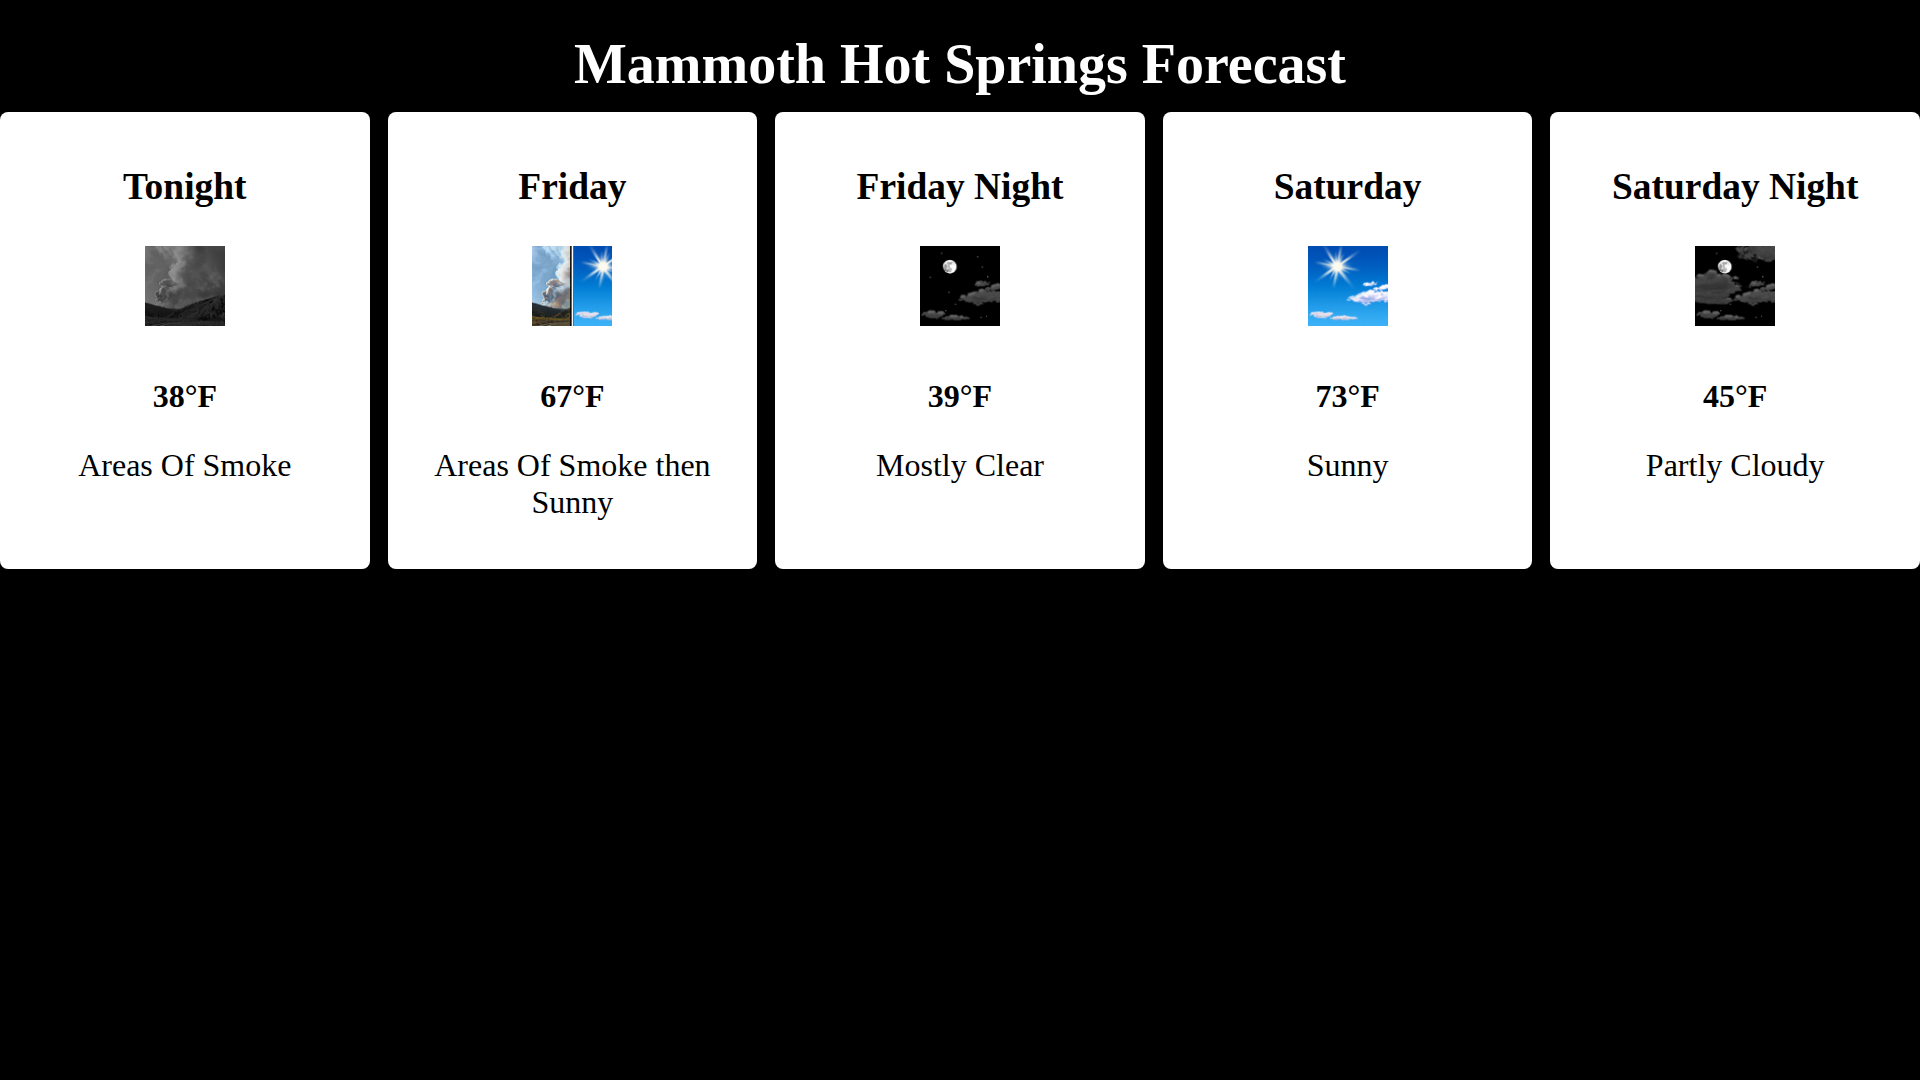 Mammoth Hot Springs Forecast
Tonight
38°F
Areas Of Smoke
Friday
67°F
Areas Of Smoke then
Sunny
Friday Night
39°F
Mostly Clear
Saturday
73°F
Sunny
Saturday Night
45°F
Partly Cloudy